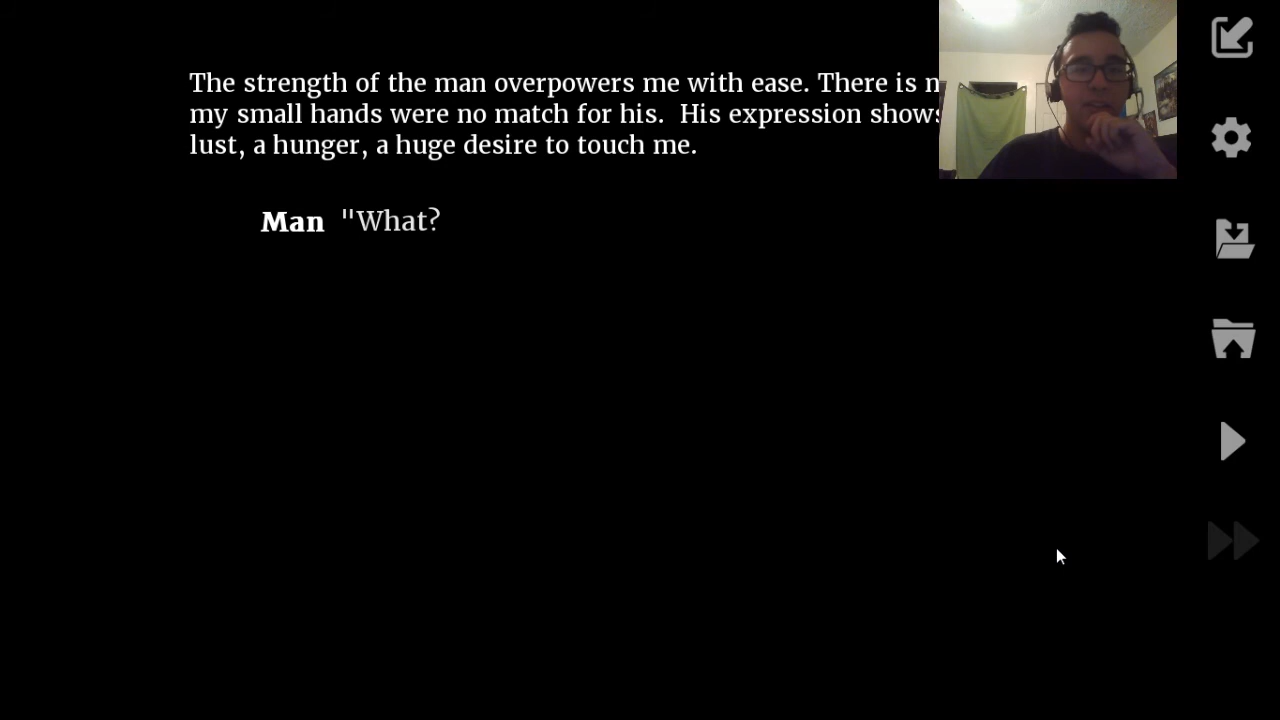 The strength of the man overpowers me with ease. There is
my small hands were no match for his. His expression shows
lust, a hunger, a huge desire to touch me.
Man "What?